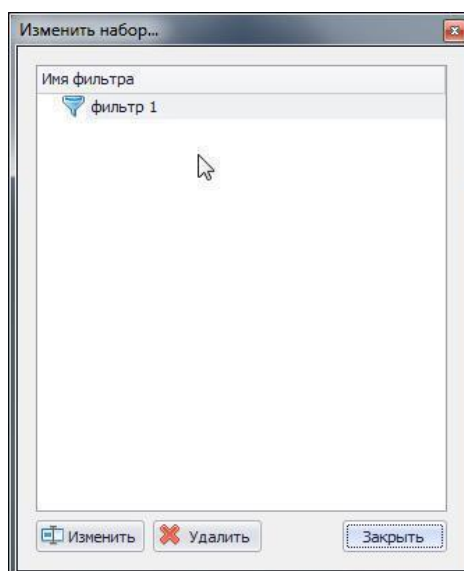 Изменить набор...
Имя фильтра
фильтр 1
Изменить Удалить Закрыть